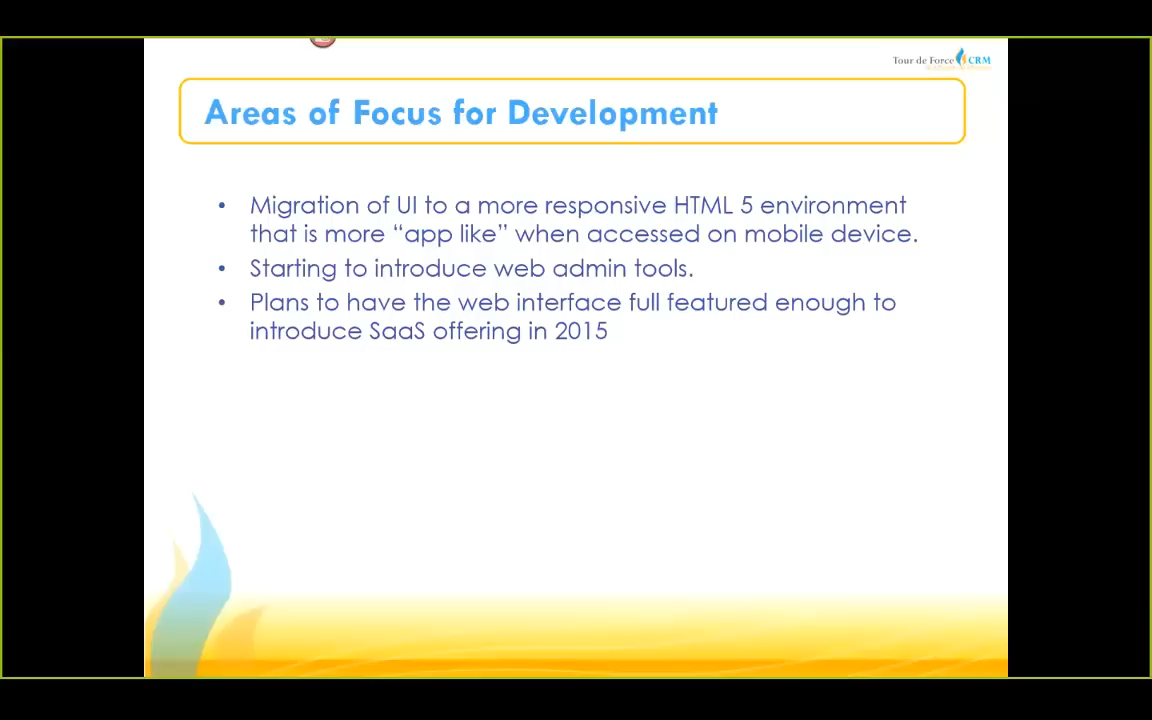 Tour de Force CRM
Areas of Focus for Development
• Migration of UI to a more responsive HTML 5 environment
that is more “app like” when accessed on mobile device.
• Starting to introduce web admin tools.
• Plans to have the web interface full featured enough to
introduce SaaS offering in 2015